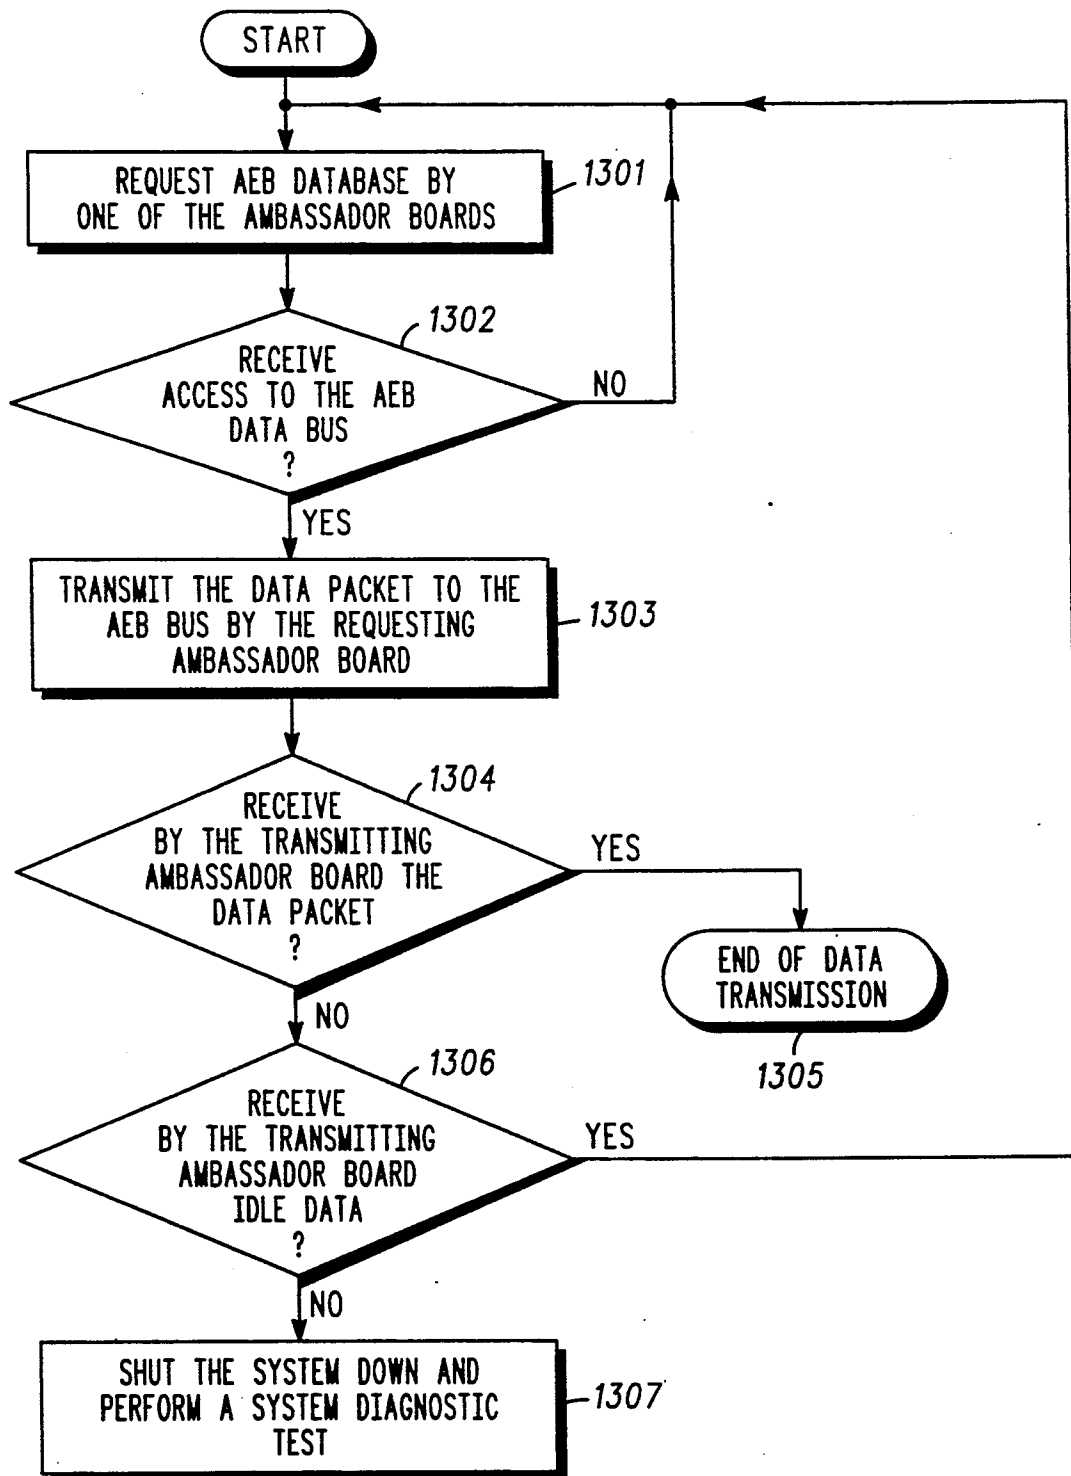 START
REQUEST AEB DATABASE BY
ONE OF THE AMBASSADOR BOARDS
1301
RECEIVE
ACCESS TO THE AEB
DATA BUS
?
1302
NO
YES
TRANSMIT THE DATA PACKET TO THE
AEB BUS BY THE REQUESTING
AMBASSADOR BOARD
1303
RECEIVE
BY THE TRANSMITTING
AMBASSADOR BOARD THE
DATA PACKET
?
1304
YES
END OF DATA
TRANSMISSION
1305
NO
RECEIVE
BY THE TRANSMITTING
AMBASSADOR BOARD
IDLE DATA
?
1306
YES
NO
SHUT THE SYSTEM DOWN AND
PERFORM A SYSTEM DIAGNOSTIC
TEST
1307